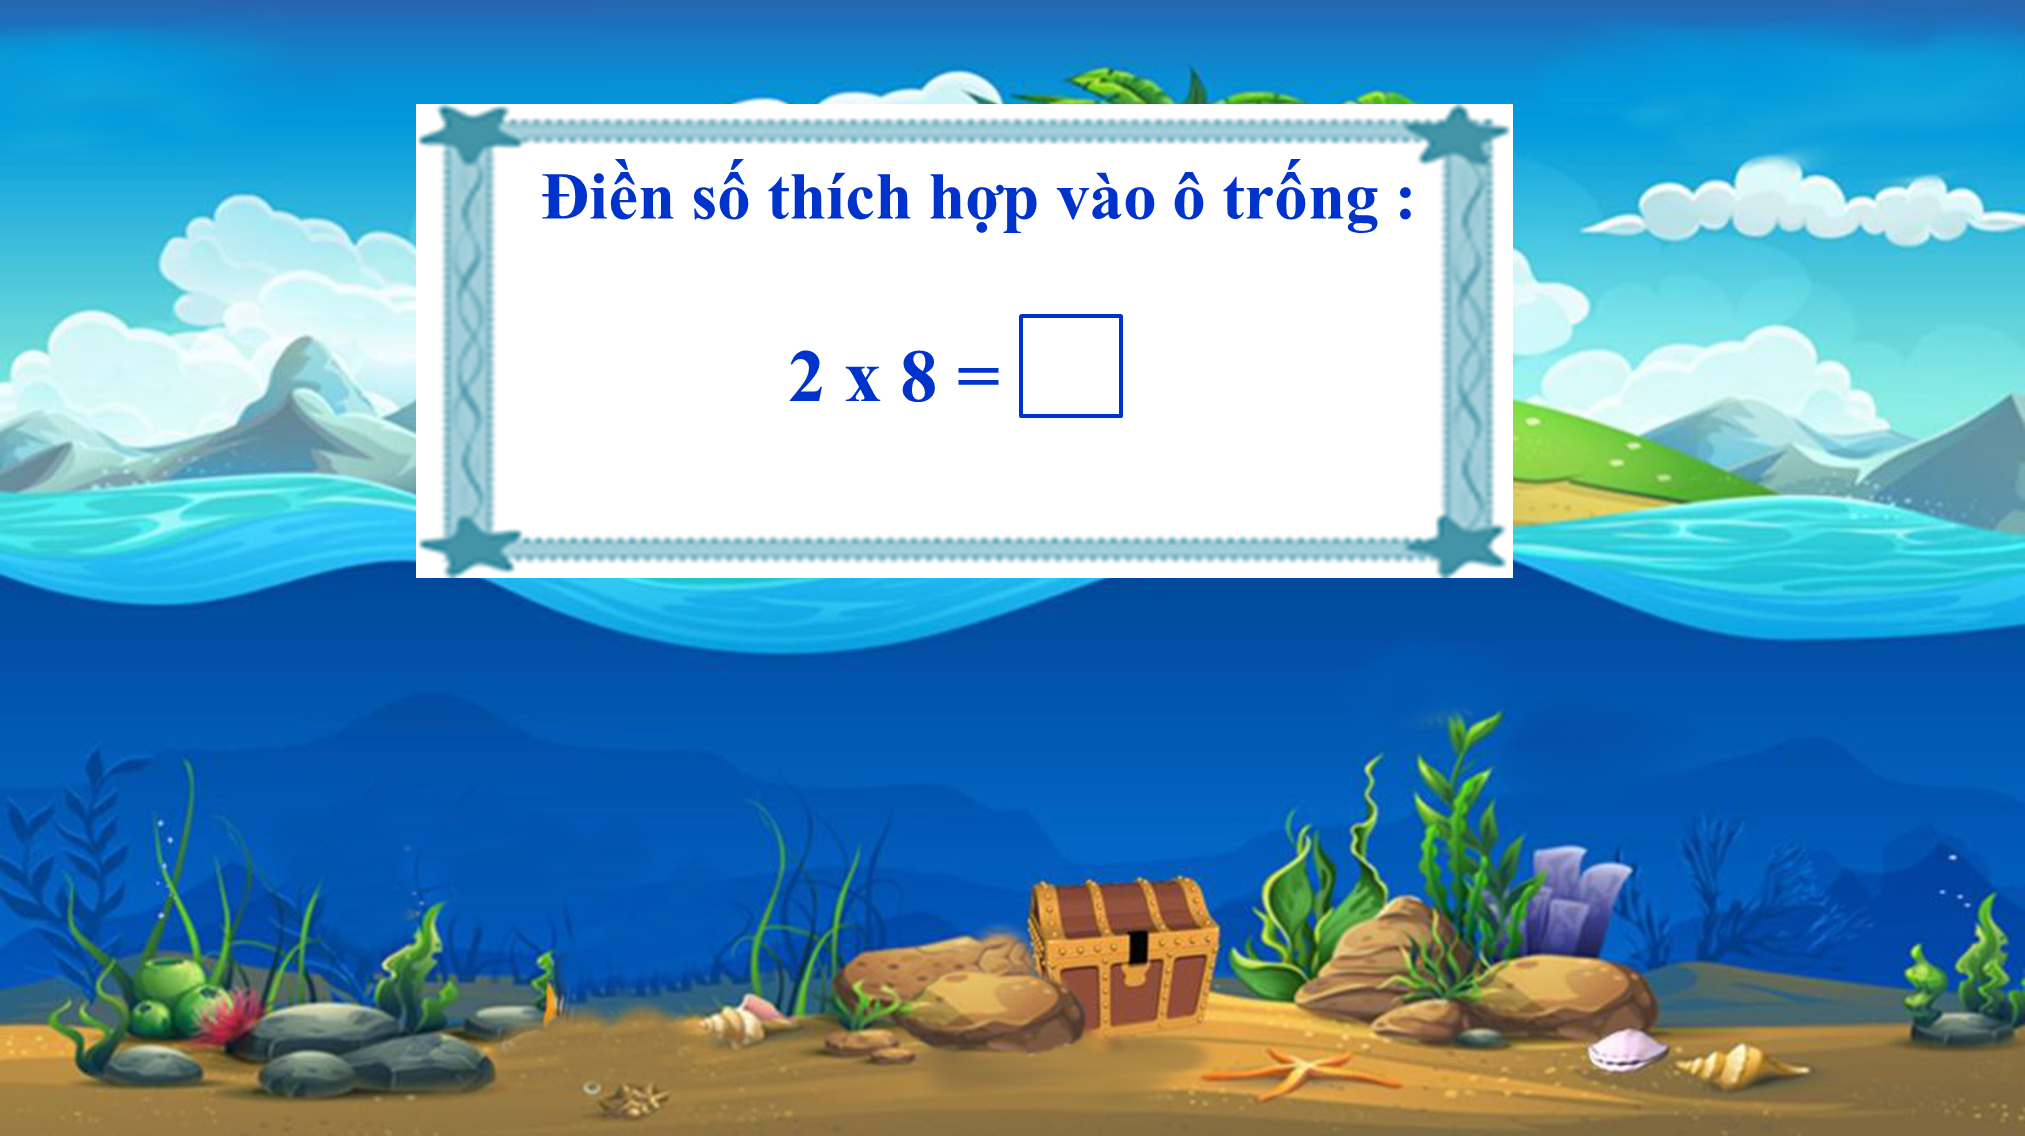 Điền số thích hợp vào ô trống :
2 x 8 =